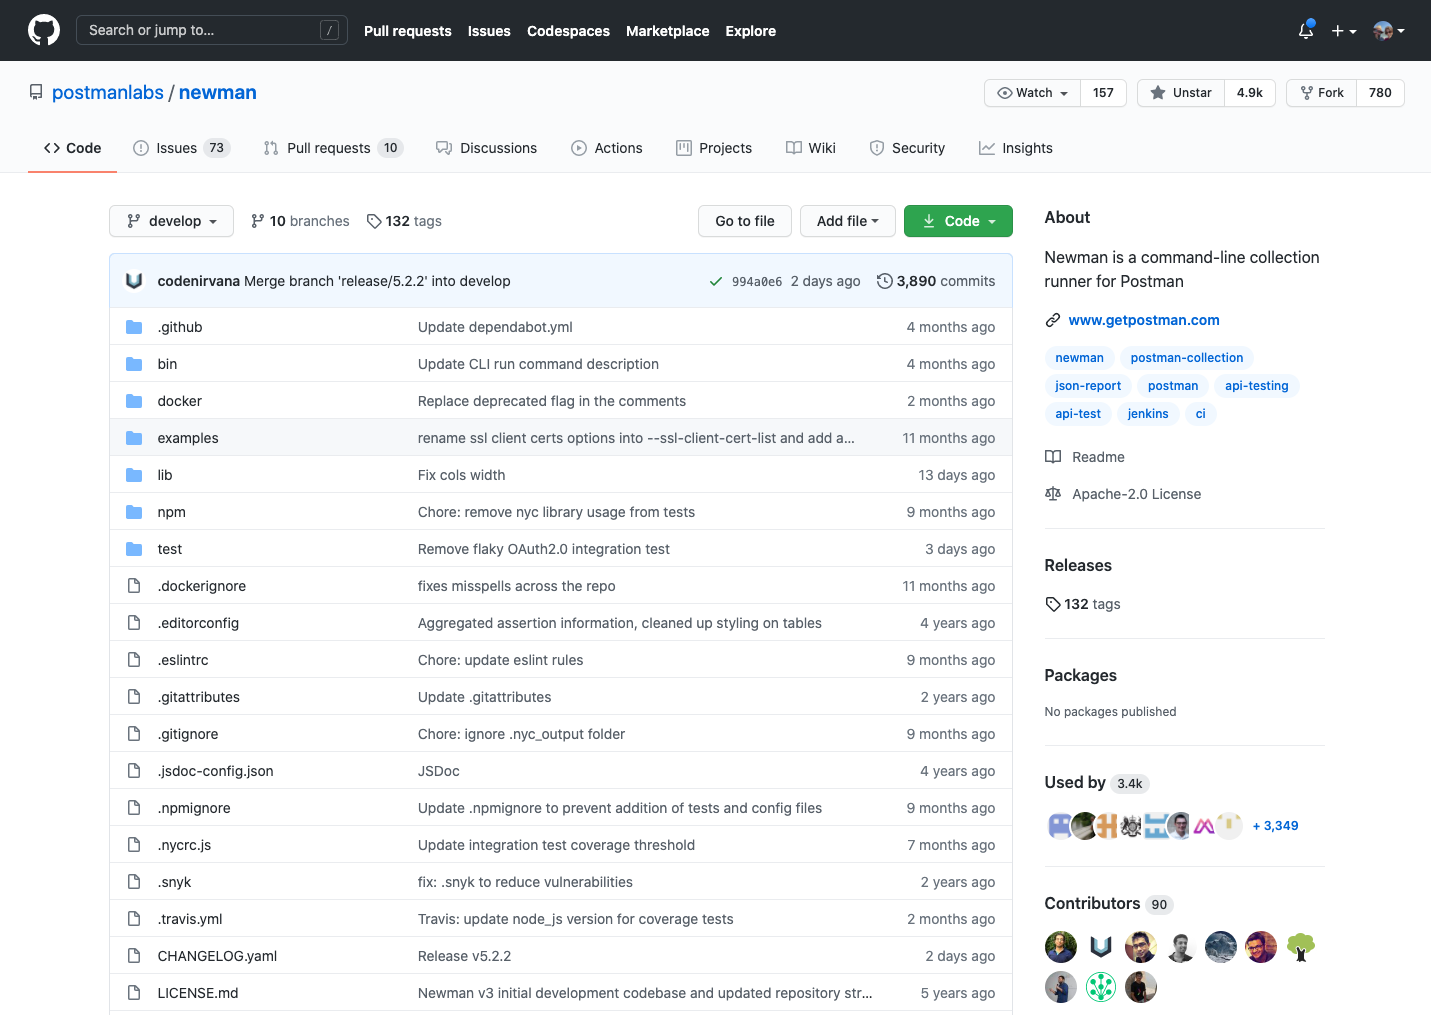 Search or jump to… /
Pull requests Issues Codespaces Marketplace Explore
postmanlabs / newman
Watch 157 Unstar 4.9k Fork 780
Code Issues 73 Pull requests 10 Discussions Actions Projects Wiki Security Insights
develop 10 branches 132 tags Go to file Add file Code
codenirvana Merge branch 'release/5.2.2' into develop 994a0e6 2 days ago 3,890 commits
.github Update dependabot.yml 4 months ago
bin Update CLI run command description 4 months ago
docker Replace deprecated flag in the comments 2 months ago
examples rename ssl client certs options into --ssl-client-cert-list and add a… 11 months ago
lib Fix cols width 13 days ago
npm Chore: remove nyc library usage from tests 9 months ago
test Remove flaky OAuth2.0 integration test 3 days ago
.dockerignore fixes misspells across the repo 11 months ago
.editorconfig Aggregated assertion information, cleaned up styling on tables 4 years ago
.eslintrc Chore: update eslint rules 9 months ago
.gitattributes Update .gitattributes 2 years ago
.gitignore Chore: ignore .nyc_output folder 9 months ago
.jsdoc-config.json JSDoc 4 years ago
.npmignore Update .npmignore to prevent addition of tests and config files 9 months ago
.nycrc.js Update integration test coverage threshold 7 months ago
.snyk fix: .snyk to reduce vulnerabilities 2 years ago
.travis.yml Travis: update node_js version for coverage tests 2 months ago
CHANGELOG.yaml Release v5.2.2 2 days ago
LICENSE.md Newman v3 initial development codebase and updated repository str… 5 years ago
About
Newman is a command-line collection
runner for Postman
www.getpostman.com
newman postman-collection
json-report postman api-testing
api-test jenkins ci
Readme
Apache-2.0 License
Releases
132 tags
Packages
No packages published
Used by 3.4k
+ 3,349
Contributors 90